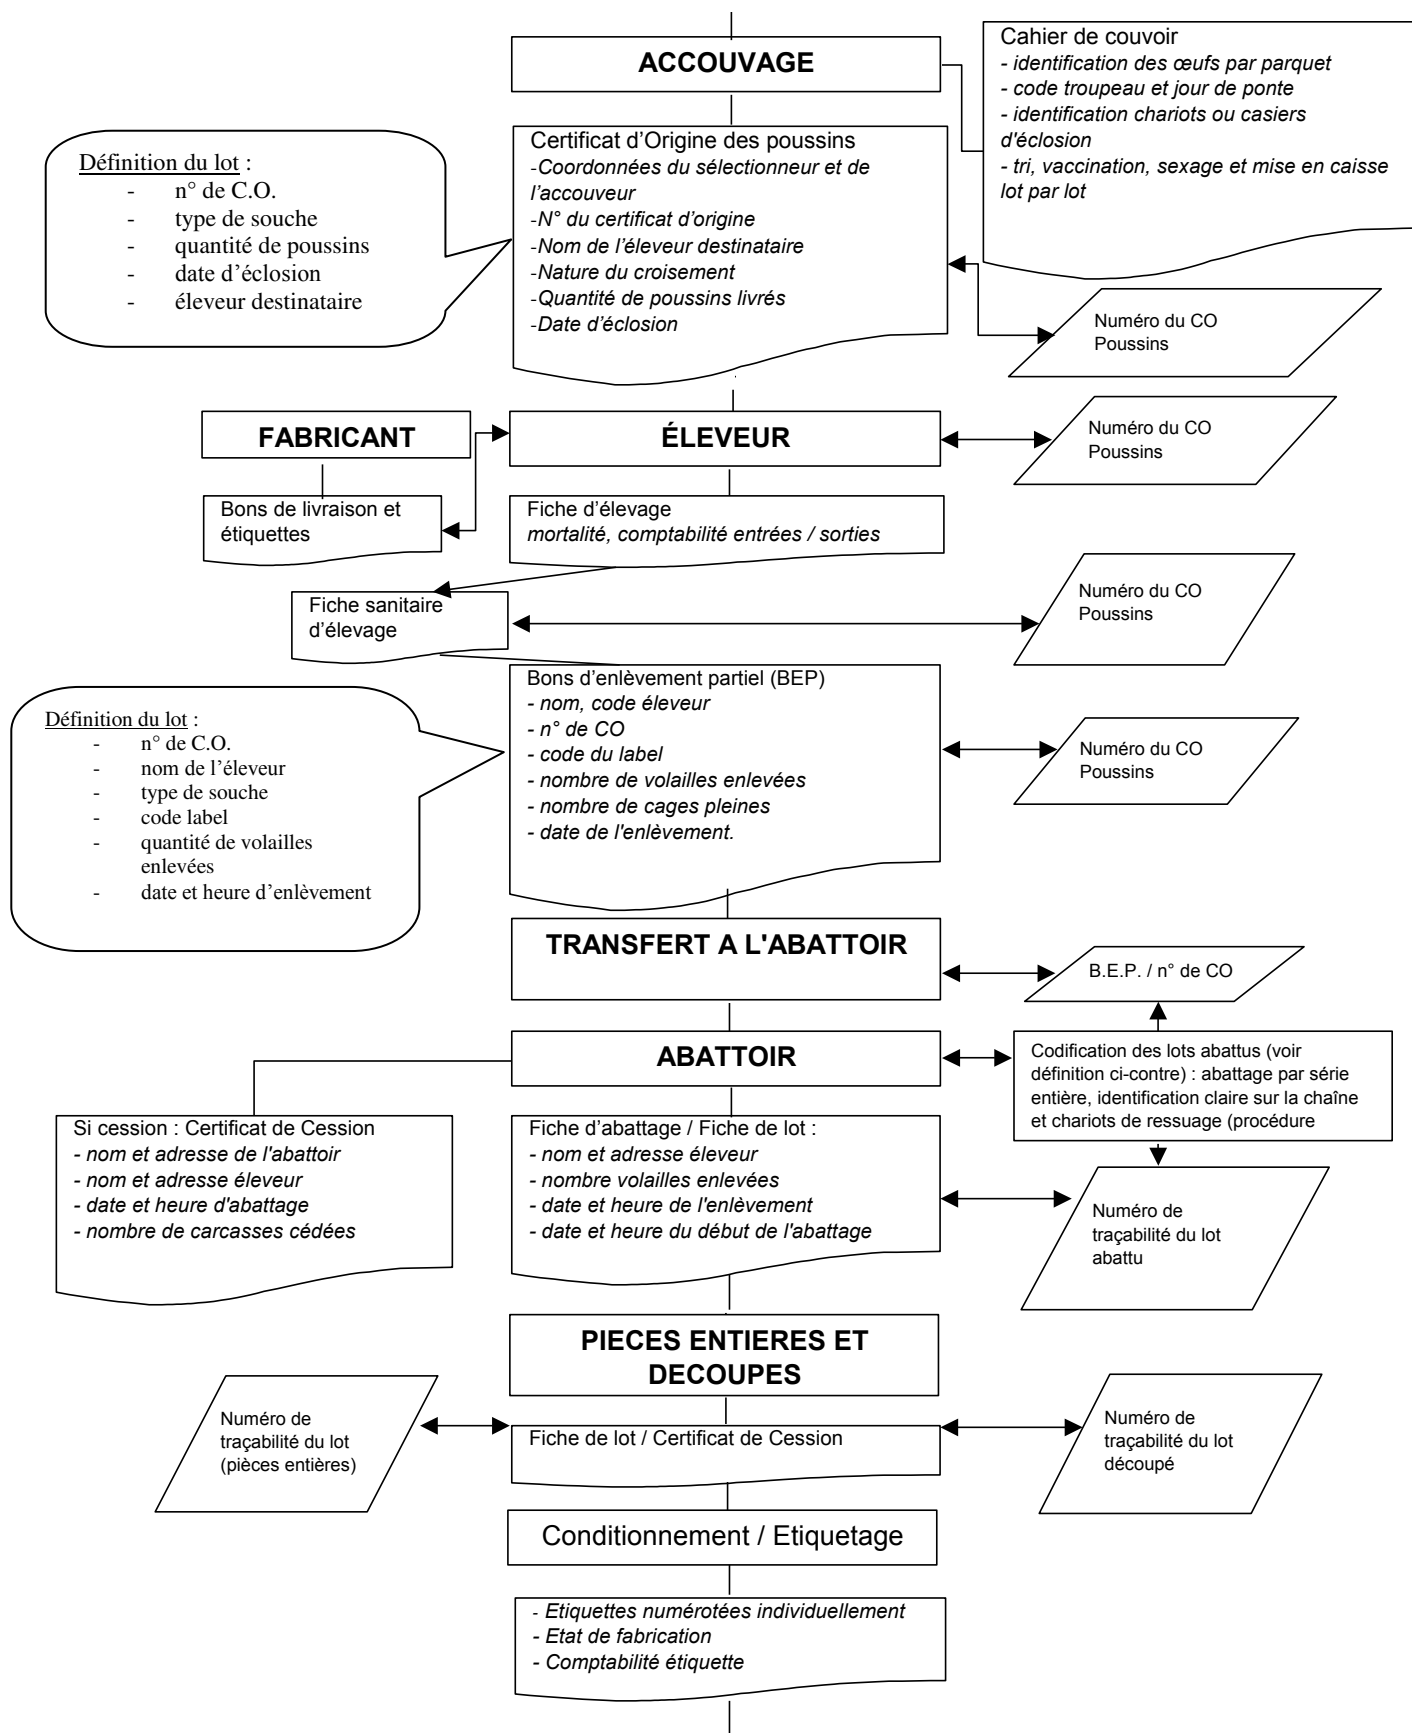 ACCOUVAGE
Cahier de couvoir
- identification des œufs par parquet
- code troupeau et jour de ponte
- identification chariots ou casiers
d'éclosion
- tri, vaccination, sexage et mise en caisse
lot par lot
Définition du lot :
- n° de C.O.
- type de souche
- quantité de poussins
- date d’éclosion
- éleveur destinataire
Certificat d’Origine des poussins
-Coordonnées du sélectionneur et de
l’accouveur
-N° du certificat d’origine
-Nom de l’éleveur destinataire
-Nature du croisement
-Quantité de poussins livrés
-Date d’éclosion
Numéro du CO
Poussins
FABRICANT
ÉLEVEUR
Numéro du CO
Poussins
Bons de livraison et
étiquettes
Fiche d’élevage
mortalité, comptabilité entrées / sorties
Fiche sanitaire
d’élevage
Numéro du CO
Poussins
Définition du lot :
- n° de C.O.
- nom de l’éleveur
- type de souche
- code label
- quantité de volailles
enlevées
- date et heure d’enlèvement
Bons d’enlèvement partiel (BEP)
- nom, code éleveur
- n° de CO
- code du label
- nombre de volailles enlevées
- nombre de cages pleines
- date de l'enlèvement.
Numéro du CO
Poussins
TRANSFERT A L'ABATTOIR
B.E.P. / n° de CO
ABATTOIR
Codification des lots abattus (voir
définition ci-contre) : abattage par série
entière, identification claire sur la chaîne
et chariots de ressuage (procédure
Si cession : Certificat de Cession
- nom et adresse de l'abattoir
- nom et adresse éleveur
- date et heure d'abattage
- nombre de carcasses cédées
Fiche d’abattage / Fiche de lot :
- nom et adresse éleveur
- nombre volailles enlevées
- date et heure de l'enlèvement
- date et heure du début de l'abattage
Numéro de
traçabilité du lot
abattu
PIECES ENTIERES ET
DECOUPES
Numéro de
traçabilité du lot
(pièces entières)
Fiche de lot / Certificat de Cession
Numéro de
traçabilité du lot
découpé
Conditionnement / Etiquetage
- Etiquettes numérotées individuellement
- Etat de fabrication
- Comptabilité étiquette